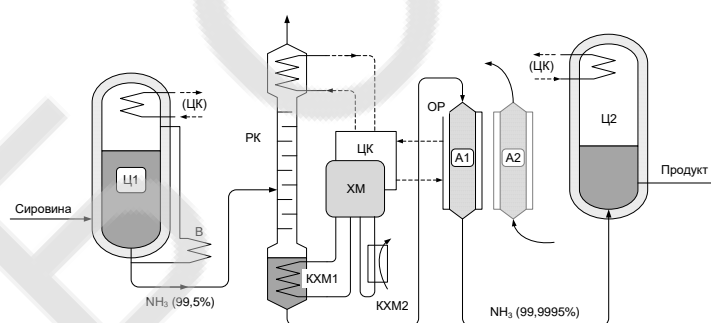 (ЦК)
Ц1
Сировина
В
NH₃ (99,5%)
РК
КХМ1
ЦК
ХМ
КХМ2
ОР
А1
А2
(ЦК)
Ц2
Продукт
NH₃ (99,9995%)